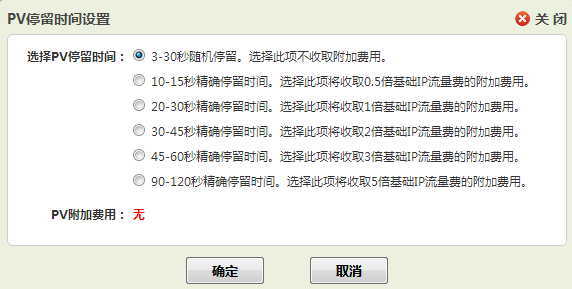 PV停留时间设置
关 闭
选择PV停留时间： 3-30秒随机停留。选择此项不收取附加费用。
10-15秒精确停留时间。选择此项将收取0.5倍基础IP流量费的附加费用。
20-30秒精确停留时间。选择此项将收取1倍基础IP流量费的附加费用。
30-45秒精确停留时间。选择此项将收取2倍基础IP流量费的附加费用。
45-60秒精确停留时间。选择此项将收取3倍基础IP流量费的附加费用。
90-120秒精确停留时间。选择此项将收取5倍基础IP流量费的附加费用。
PV附加费用： 无
确定
取消